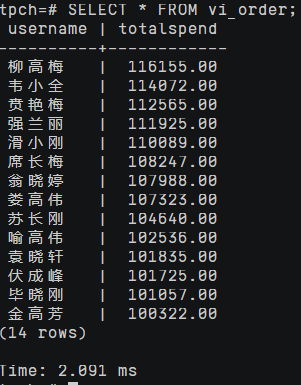 tpch=# SELECT * FROM vi_order;
username | totalspend
----------+------------
柳高梅 | 116155.00
韦小全 | 114072.00
贲艳梅 | 112565.00
强兰丽 | 111925.00
滑小刚 | 110089.00
席长梅 | 108247.00
翁晓婷 | 107988.00
娄高伟 | 107323.00
苏长刚 | 104640.00
喻高伟 | 102536.00
袁晓轩 | 101835.00
伏成峰 | 101725.00
毕晓刚 | 101057.00
金高芳 | 100322.00
(14 rows)
Time: 2.091 ms